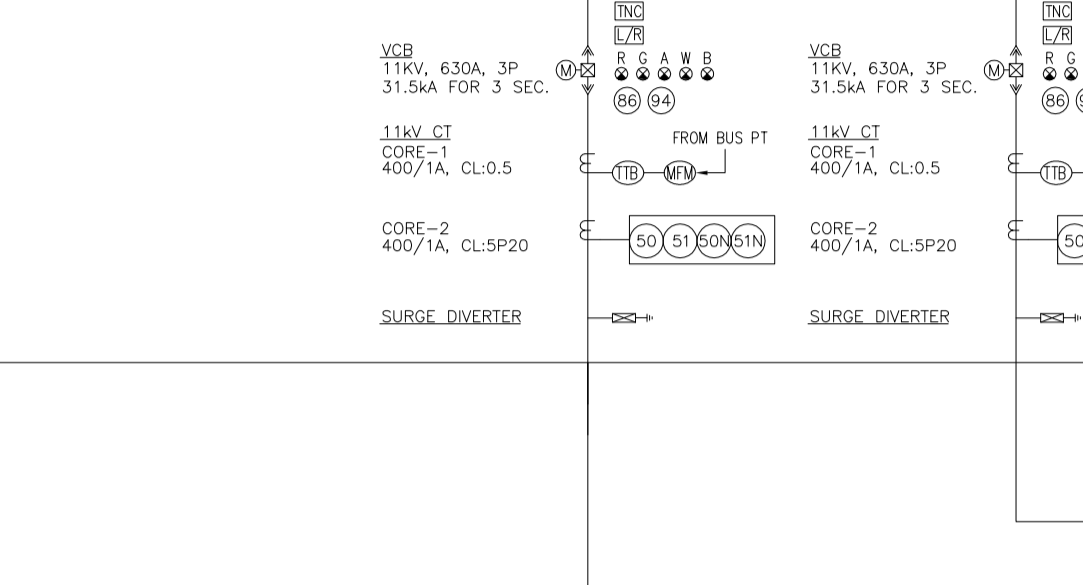 TNC
L/R
VCB
11KV, 630A, 3P
31.5kA FOR 3 SEC.
M
R G A W B
86 94
11kV CT
CORE-1
400/1A, CL:0.5
FROM BUS PT
TTB MFM
CORE-2
400/1A, CL:5P20
50 51 50N 51N
SURGE DIVERTER
TNC
L/R
VCB
11KV, 630A, 3P
31.5kA FOR 3 SEC.
M
R G
86
11kV CT
CORE-1
400/1A, CL:0.5
TTB
CORE-2
400/1A, CL:5P20
SURGE DIVERTER